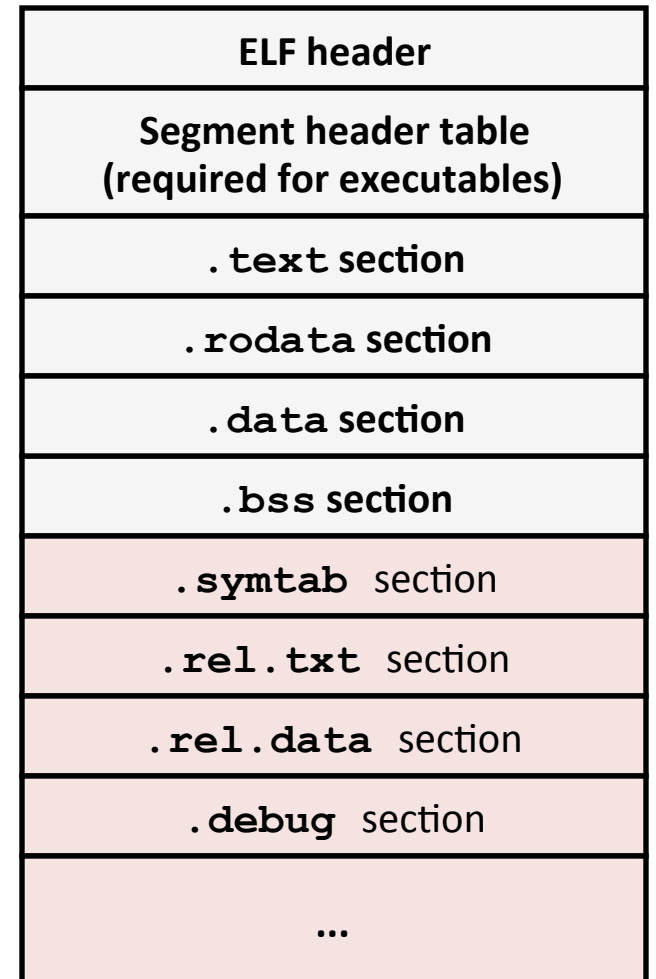 ELF header
Segment header table
(required for executables)
.text section
.rodata section
.data section
.bss section
.symtab section
.rel.txt section
.rel.data section
.debug section
...